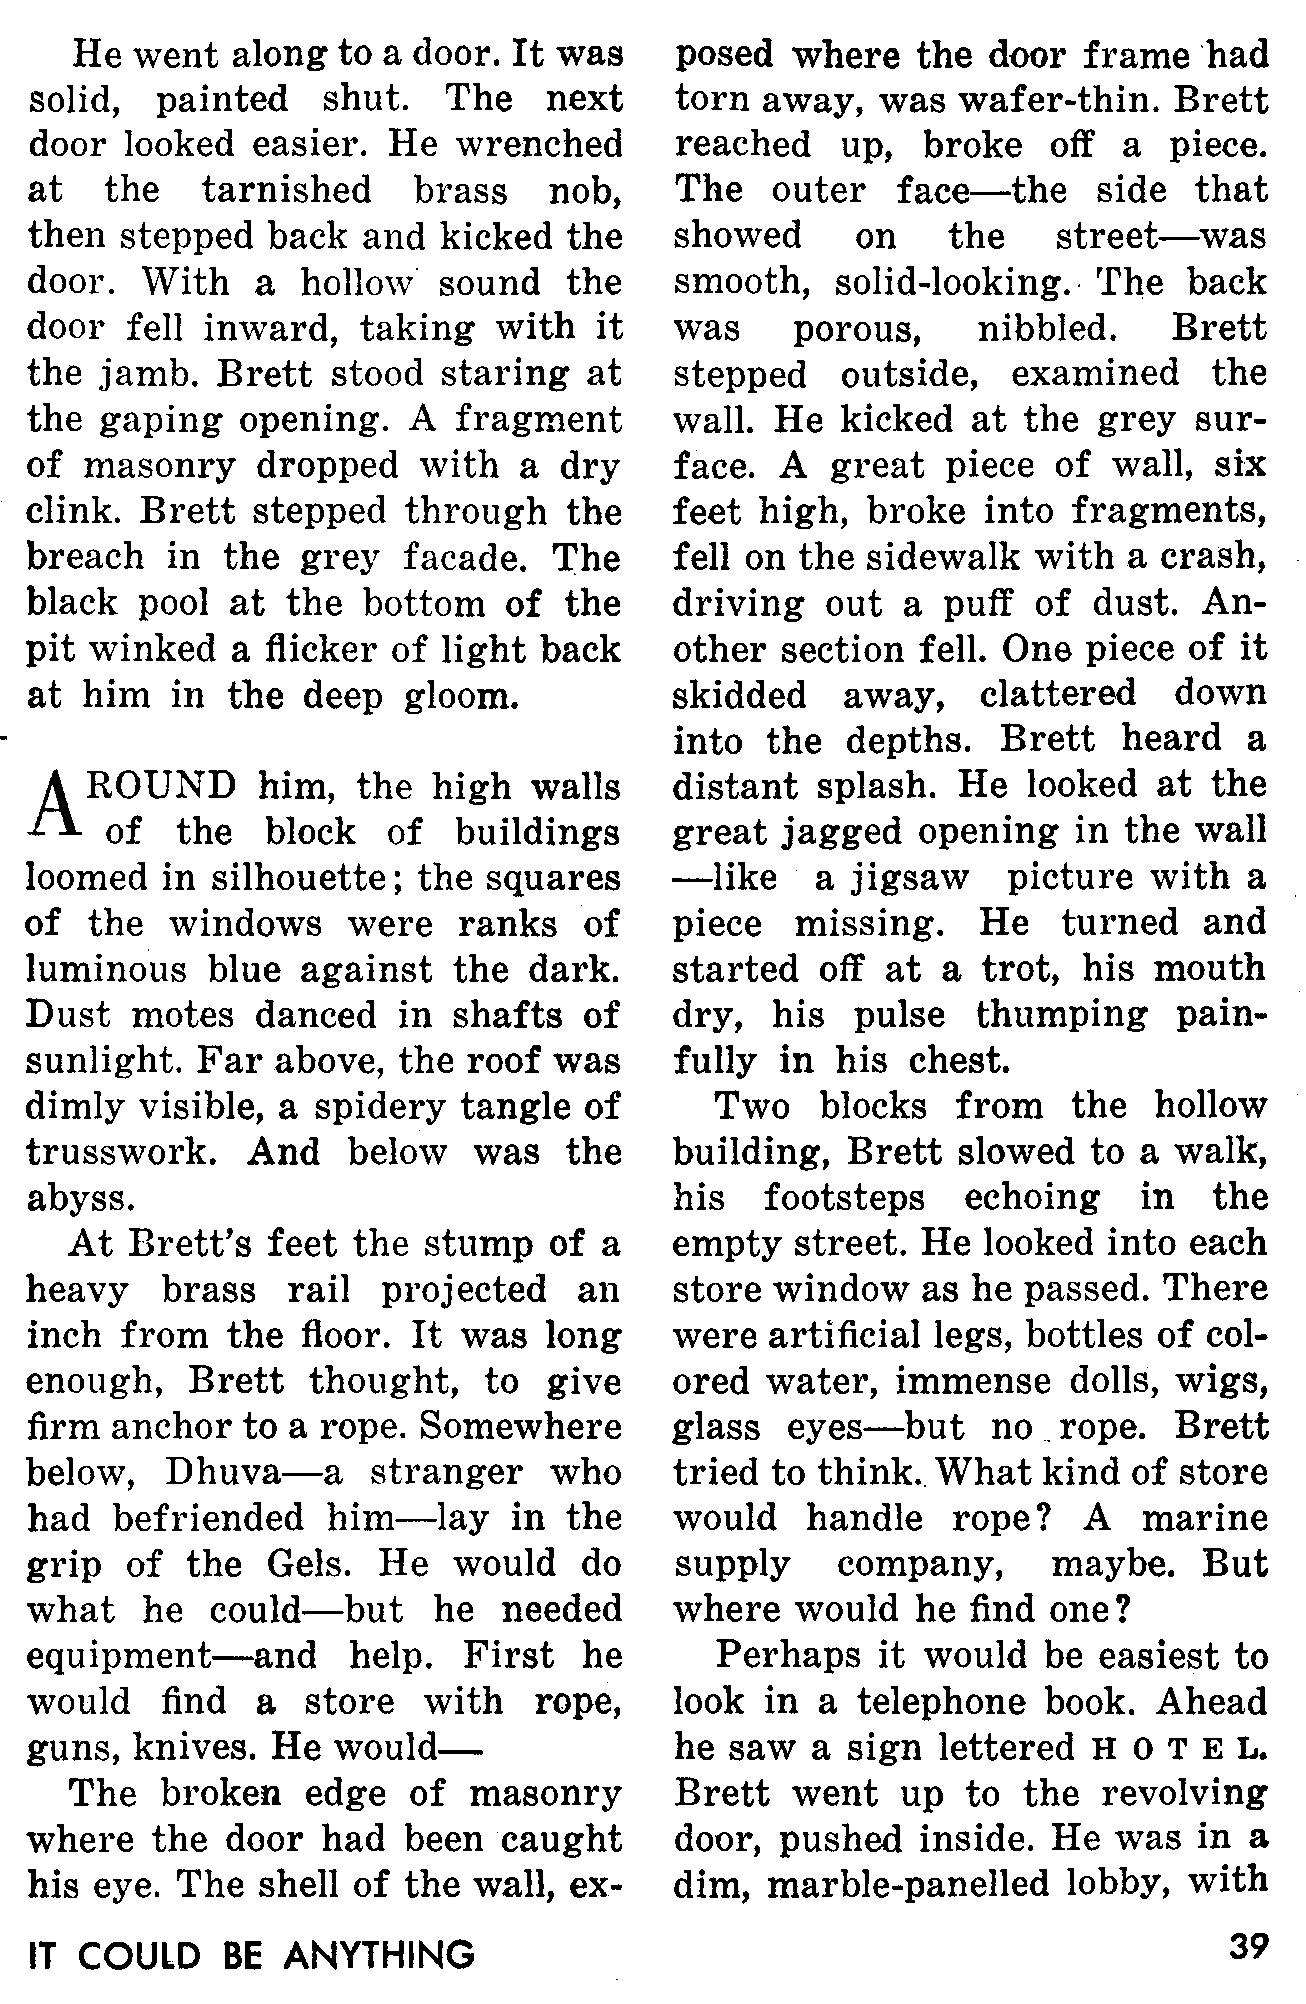 He went along to a door. It was
solid, painted shut. The next
door looked easier. He wrenched
at the tarnished brass nob,
then stepped back and kicked the
door. With a hollow sound the
door fell inward, taking with it
the jamb. Brett stood staring at
the gaping opening. A fragment
of masonry dropped with a dry
clink. Brett stepped through the
breach in the grey facade. The
black pool at the bottom of the
pit winked a flicker of light back
at him in the deep gloom.
AROUND him, the high walls
of the block of buildings
loomed in silhouette; the squares
of the windows were ranks of
luminous blue against the dark.
Dust motes danced in shafts of
sunlight. Far above, the roof was
dimly visible, a spidery tangle of
trusswork. And below was the
abyss.
At Brett's feet the stump of a
heavy brass rail projected an
inch from the floor. It was long
enough, Brett thought, to give
firm anchor to a rope. Somewhere
below, Dhuva—a stranger who
had befriended him—lay in the
grip of the Gels. He would do
what he could—but he needed
equipment—and help. First he
would find a store with rope,
guns, knives. He would—
The broken edge of masonry
where the door had been caught
his eye. The shell of the wall, ex-
posed where the door frame had
torn away, was wafer-thin. Brett
reached up, broke off a piece.
The outer face—the side that
showed on the street—was
smooth, solid-looking. The back
was porous, nibbled. Brett
stepped outside, examined the
wall. He kicked at the grey sur-
face. A great piece of wall, six
feet high, broke into fragments,
fell on the sidewalk with a crash,
driving out a puff of dust. An-
other section fell. One piece of it
skidded away, clattered down
into the depths. Brett heard a
distant splash. He looked at the
great jagged opening in the wall
—like a jigsaw picture with a
piece missing. He turned and
started off at a trot, his mouth
dry, his pulse thumping pain-
fully in his chest.
Two blocks from the hollow
building, Brett slowed to a walk,
his footsteps echoing in the
empty street. He looked into each
store window as he passed. There
were artificial legs, bottles of col-
ored water, immense dolls, wigs,
glass eyes—but no rope. Brett
tried to think. What kind of store
would handle rope? A marine
supply company, maybe. But
where would he find one?
Perhaps it would be easiest to
look in a telephone book. Ahead
he saw a sign lettered H O T E L.
Brett went up to the revolving
door, pushed inside. He was in a
dim, marble-panelled lobby, with
IT COULD BE ANYTHING
39